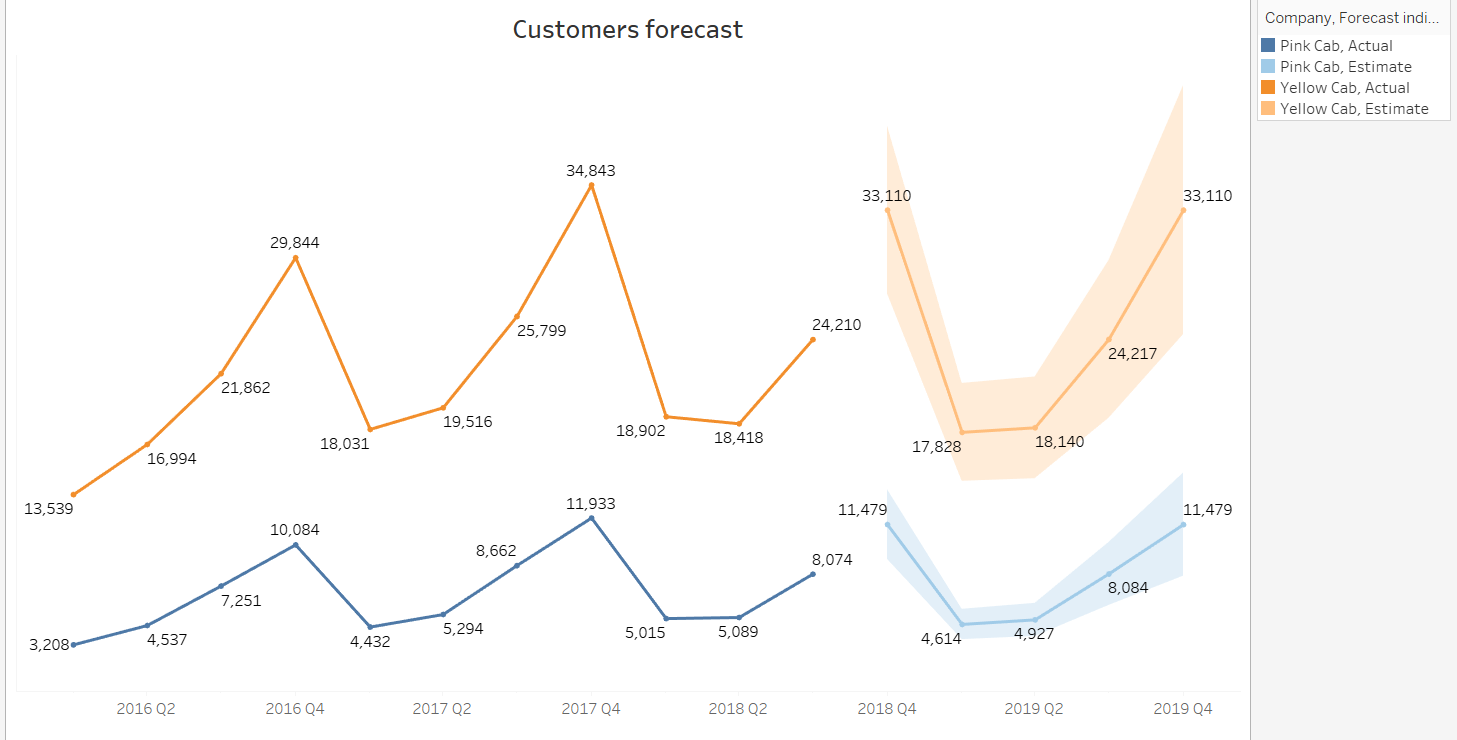 Customers forecast
Company, Forecast indi...
Pink Cab, Actual
Pink Cab, Estimate
Yellow Cab, Actual
Yellow Cab, Estimate
34,843
33,110
33,110
29,844
24,210
25,799
24,217
21,862
19,516
18,031
18,902
18,418
17,828
18,140
16,994
13,539
11,933
11,479
11,479
10,084
8,662
8,074
8,084
7,251
5,294
5,015
5,089
4,927
4,537
4,432
4,614
3,208
2016 Q2
2016 Q4
2017 Q2
2017 Q4
2018 Q2
2018 Q4
2019 Q2
2019 Q4